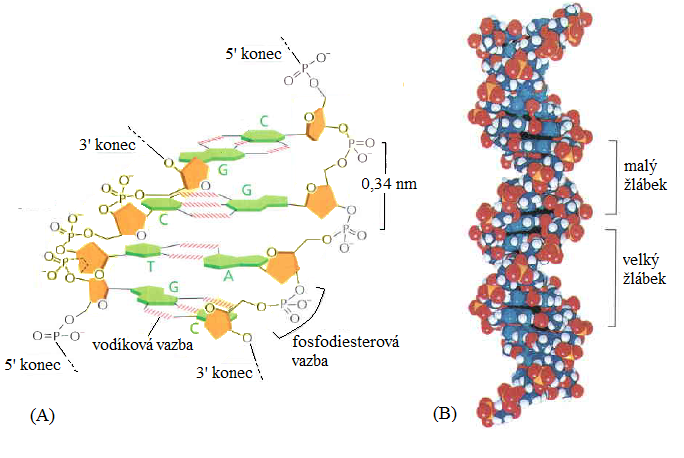 5' konec
O⁻
P
O
O
C
O
O
P
O
O⁻
3' konec
O
G
O
0,34 nm
malý
žlábek
O⁻
O
P
O
O
C
G
O
O
P
O
O⁻
O
velký
žlábek
O⁻
O
P
O
O
T
A
O
O⁻
O
P
O
O
G
O
O
P
O
O⁻
O
C
O
O
P
O⁻
O
vodíková vazba
fosfodiesterová
vazba
5' konec
3' konec
(A)
(B)